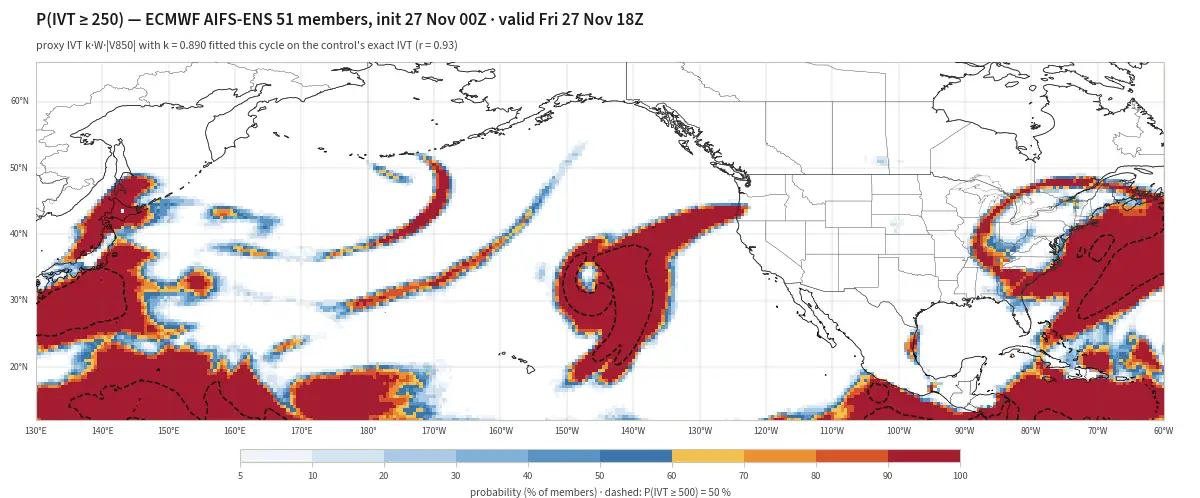 P(IVT ≥ 250) — ECMWF AIFS-ENS 51 members, init 27 Nov 00Z · valid Fri 27 Nov 18Z
proxy IVT k·W·|V850| with k = 0.890 fitted this cycle on the control's exact IVT (r = 0.93)
60°N
50°N
40°N
30°N
20°N
130°E 140°E 150°E 160°E 170°E 180° 170°W 160°W 150°W 140°W 130°W 120°W 110°W 100°W 90°W 80°W 70°W 60°W
5 10 20 30 40 50 60 70 80 90 100
probability (% of members) · dashed: P(IVT ≥ 500) = 50 %